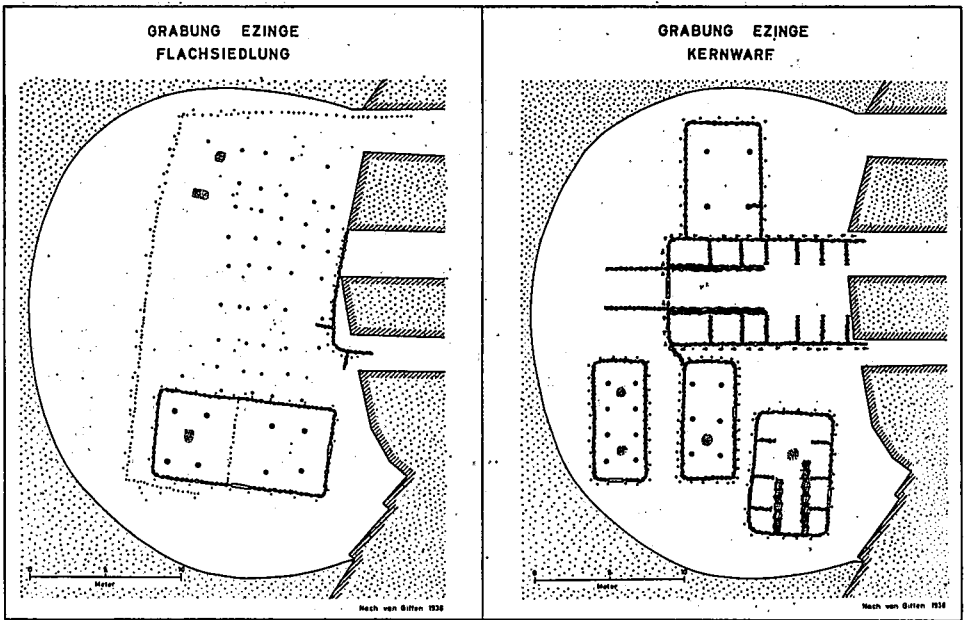 GRABUNG EZINGE
FLACHSIEDLUNG
Meter
Nach van Giffen 1936
GRABUNG EZINGE
KERNWARF
Meter
Nach van Giffen 1936